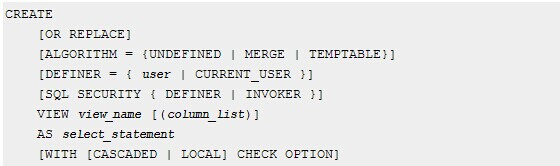 CREATE
[OR REPLACE]
[ALGORITHM = {UNDEFINED | MERGE | TEMPTABLE}]
[DEFINER = { user | CURRENT_USER }]
[SQL SECURITY { DEFINER | INVOKER }]
VIEW view_name [(column_list)]
AS select_statement
[WITH [CASCADED | LOCAL] CHECK OPTION]